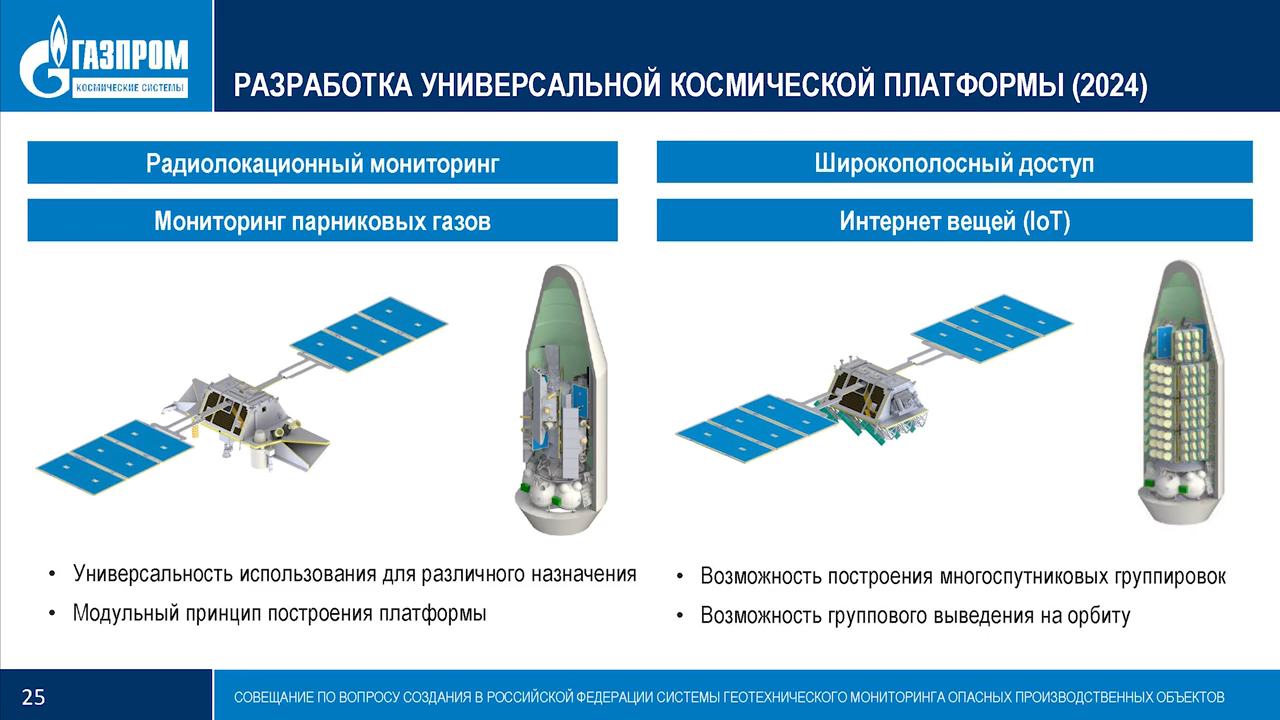 ГАЗПРОМ
КОСМИЧЕСКИЕ СИСТЕМЫ
РАЗРАБОТКА УНИВЕРСАЛЬНОЙ КОСМИЧЕСКОЙ ПЛАТФОРМЫ (2024)
Радиолокационный мониторинг
Мониторинг парниковых газов
Широкополосный доступ
Интернет вещей (IoT)
• Универсальность использования для различного назначения
• Модульный принцип построения платформы
• Возможность построения многоспутниковых группировок
• Возможность группового выведения на орбиту
25
СОВЕЩАНИЕ ПО ВОПРОСУ СОЗДАНИЯ В РОССИЙСКОЙ ФЕДЕРАЦИИ СИСТЕМЫ ГЕОТЕХНИЧЕСКОГО МОНИТОРИНГА ОПАСНЫХ ПРОИЗВОДСТВЕННЫХ ОБЪЕКТОВ